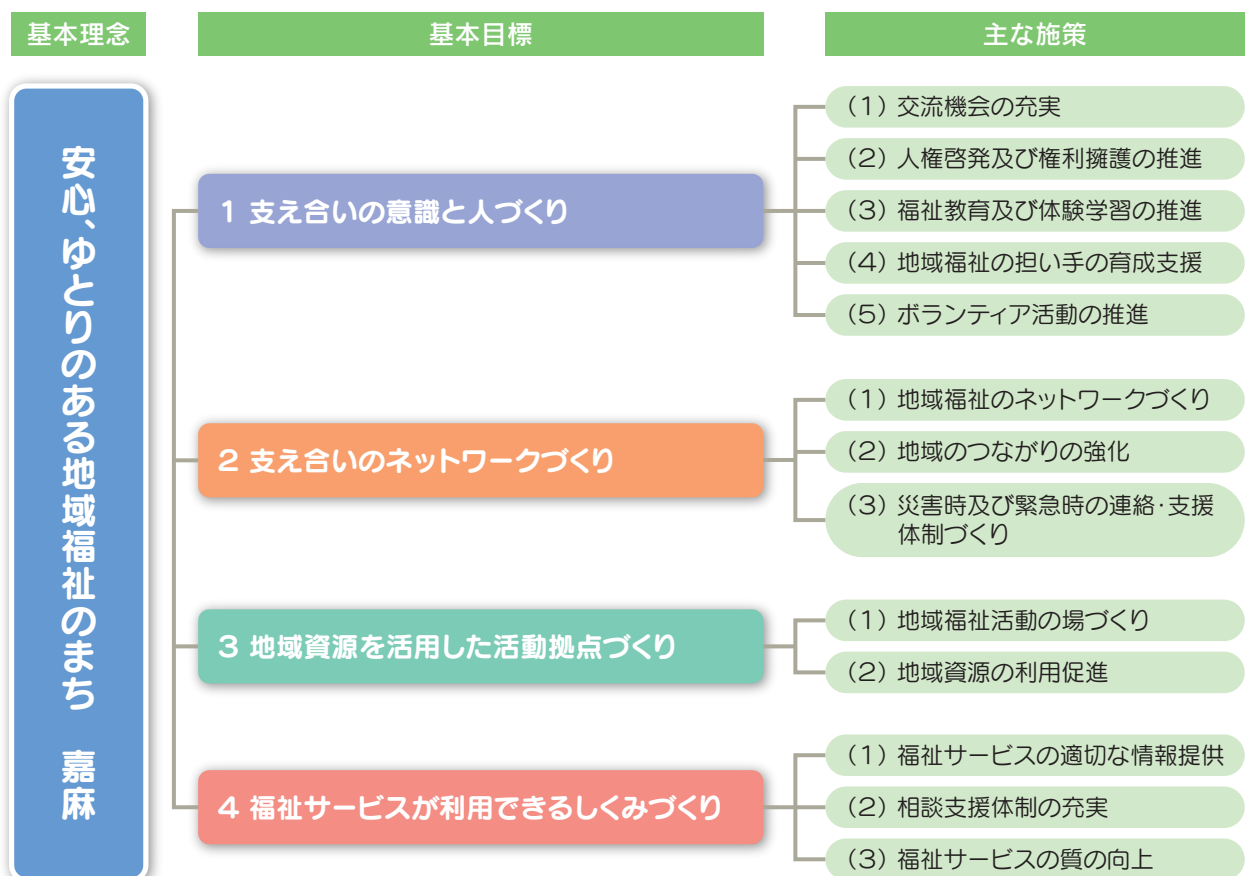 基本理念
基本目標
主な施策
安心、ゆとりのある地域福祉のまち　嘉麻
1 支え合いの意識と人づくり
(1) 交流機会の充実
(2) 人権啓発及び権利擁護の推進
(3) 福祉教育及び体験学習の推進
(4) 地域福祉の担い手の育成支援
(5) ボランティア活動の推進
2 支え合いのネットワークづくり
(1) 地域福祉のネットワークづくり
(2) 地域のつながりの強化
(3) 災害時及び緊急時の連絡・支援
体制づくり
3 地域資源を活用した活動拠点づくり
(1) 地域福祉活動の場づくり
(2) 地域資源の利用促進
4 福祉サービスが利用できるしくみづくり
(1) 福祉サービスの適切な情報提供
(2) 相談支援体制の充実
(3) 福祉サービスの質の向上